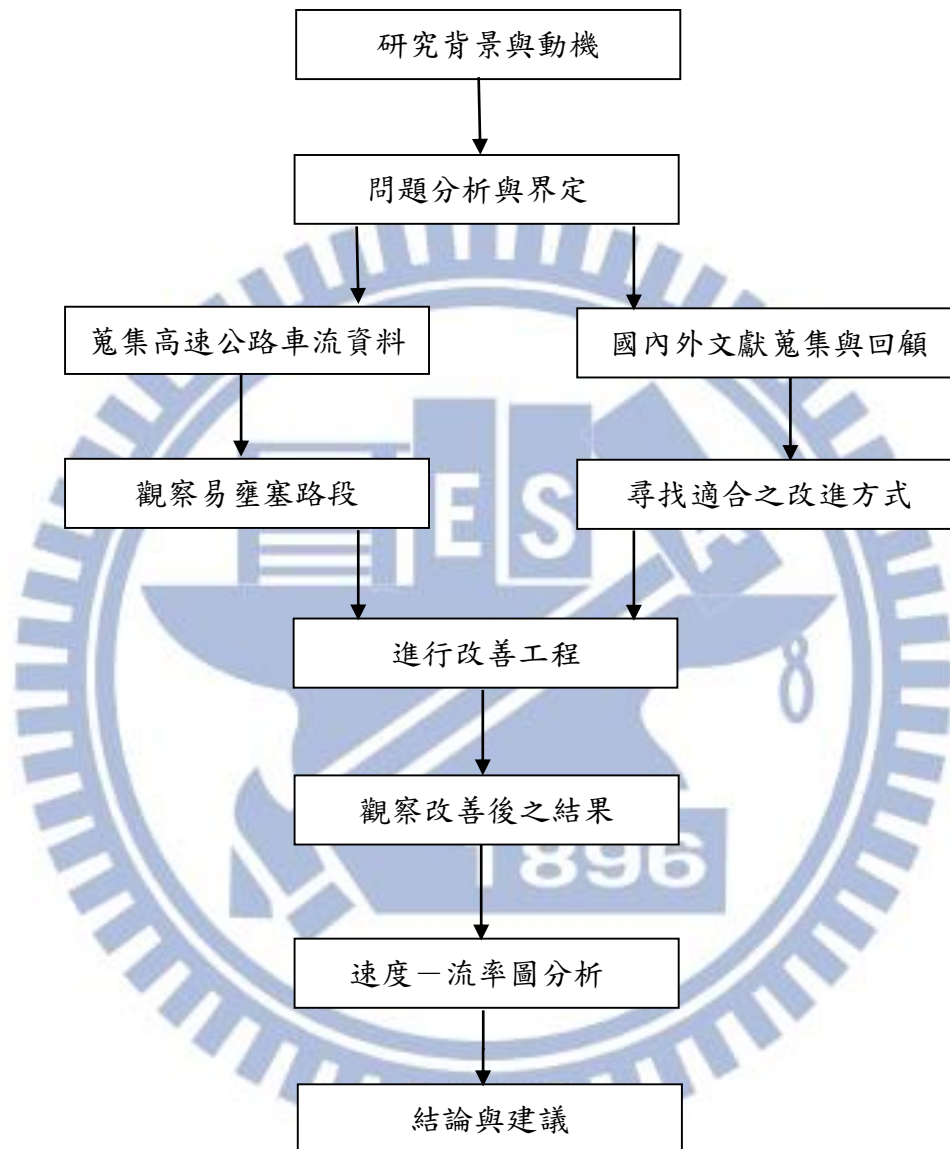 研究背景與動機
問題分析與界定
蒐集高速公路車流資料
國內外文獻蒐集與回顧
觀察易壅塞路段
尋找適合之改進方式
ES
進行改善工程
觀察改善後之結果
1896
速度－流率圖分析
結論與建議